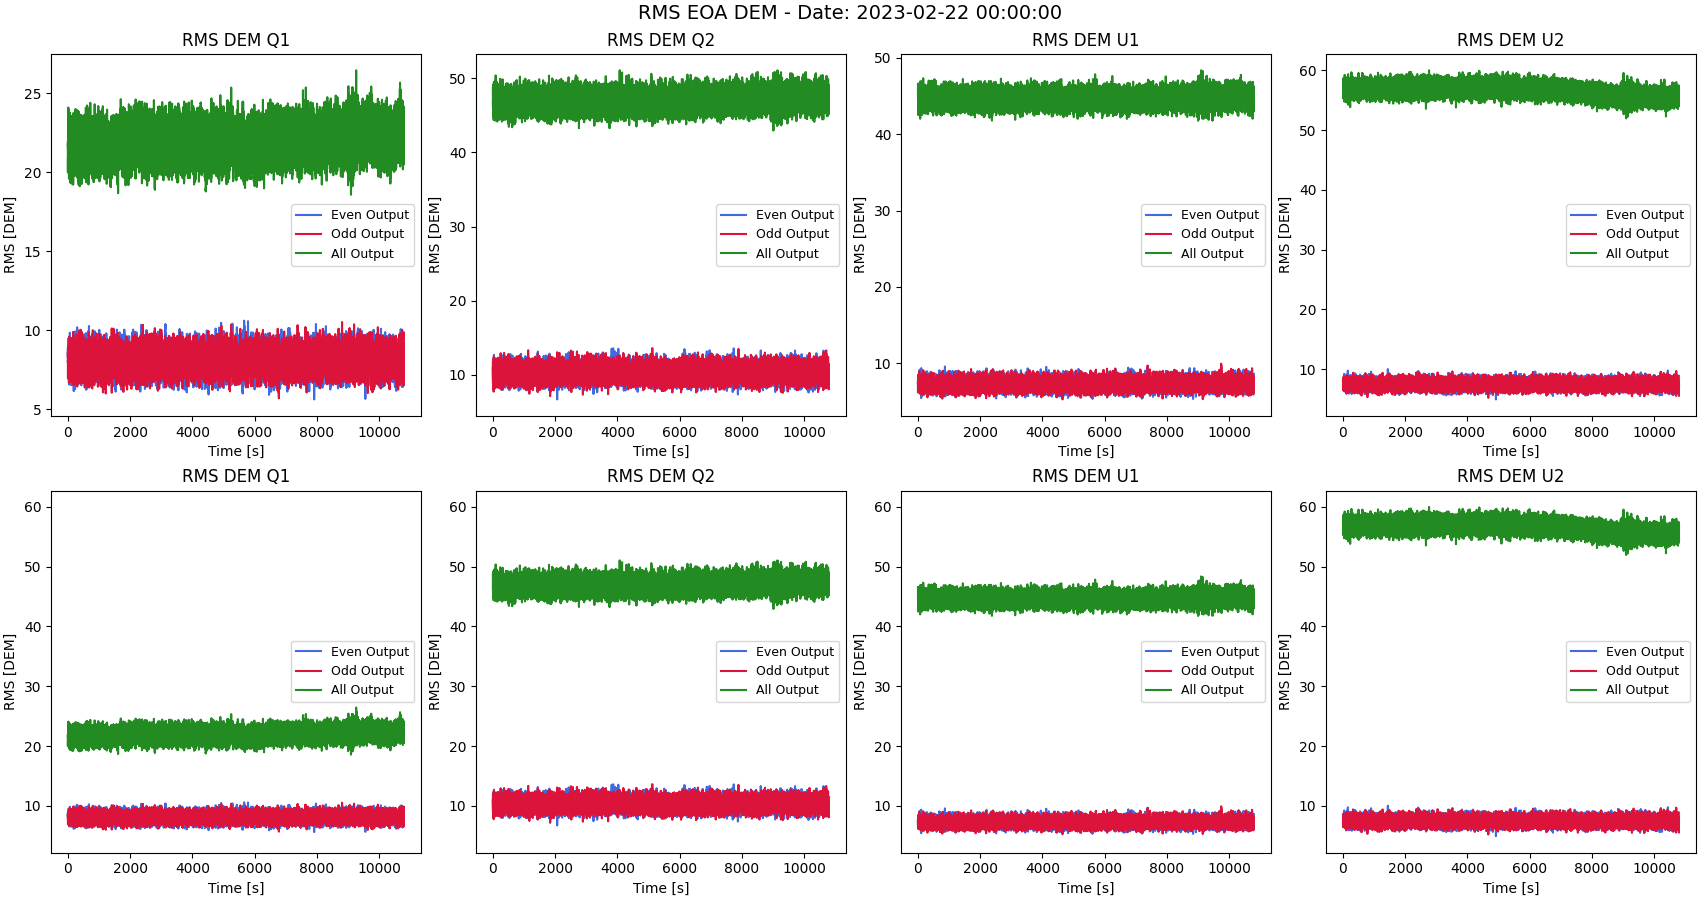 RMS EOA DEM - Date: 2023-02-22 00:00:00
RMS DEM Q1
RMS [DEM]
25
20
15
10
5
Even Output
Odd Output
All Output
0 2000 4000 6000 8000 10000
Time [s]
RMS DEM Q2
RMS [DEM]
50
40
30
20
10
Even Output
Odd Output
All Output
0 2000 4000 6000 8000 10000
Time [s]
RMS DEM U1
RMS [DEM]
50
40
30
20
10
Even Output
Odd Output
All Output
0 2000 4000 6000 8000 10000
Time [s]
RMS DEM U2
RMS [DEM]
60
50
40
30
20
10
Even Output
Odd Output
All Output
0 2000 4000 6000 8000 10000
Time [s]
RMS DEM Q1
RMS [DEM]
60
50
40
30
20
10
Even Output
Odd Output
All Output
0 2000 4000 6000 8000 10000
Time [s]
RMS DEM Q2
RMS [DEM]
60
50
40
30
20
10
Even Output
Odd Output
All Output
0 2000 4000 6000 8000 10000
Time [s]
RMS DEM U1
RMS [DEM]
60
50
40
30
20
10
Even Output
Odd Output
All Output
0 2000 4000 6000 8000 10000
Time [s]
RMS DEM U2
RMS [DEM]
60
50
40
30
20
10
Even Output
Odd Output
All Output
0 2000 4000 6000 8000 10000
Time [s]